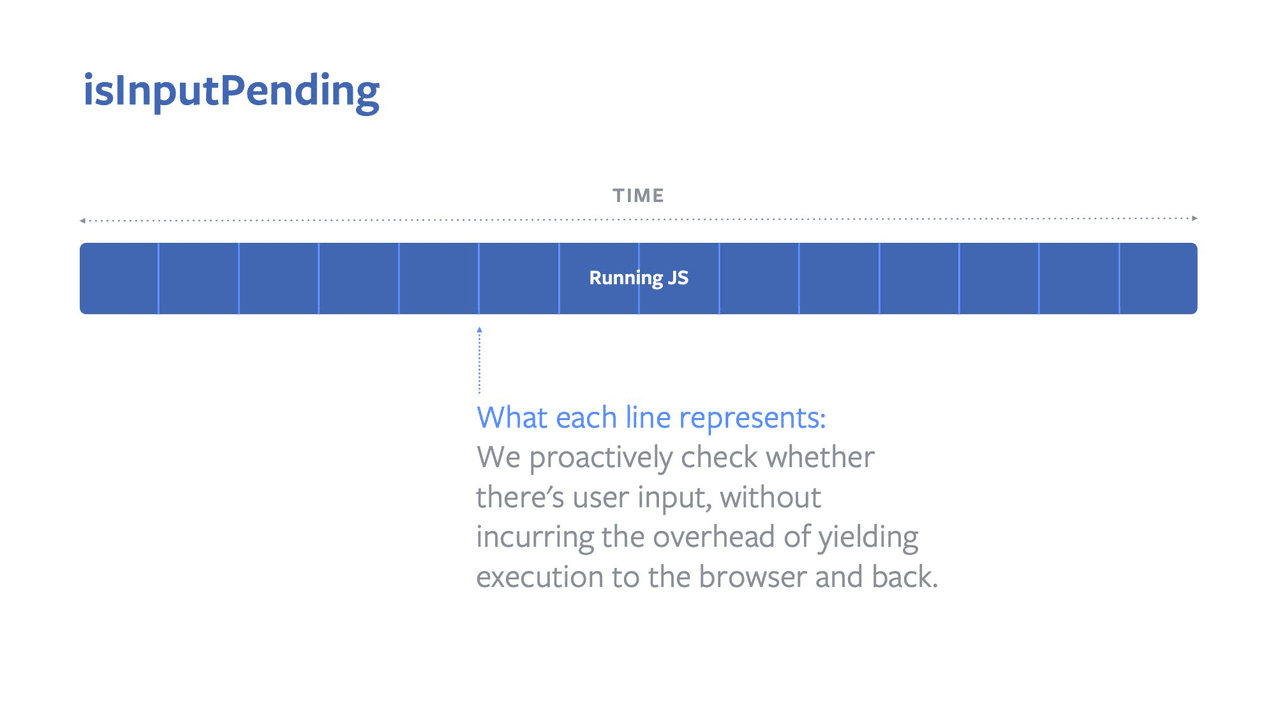 isInputPending
TIME
Running JS
What each line represents:
We proactively check whether
there's user input, without
incurring the overhead of yielding
execution to the browser and back.